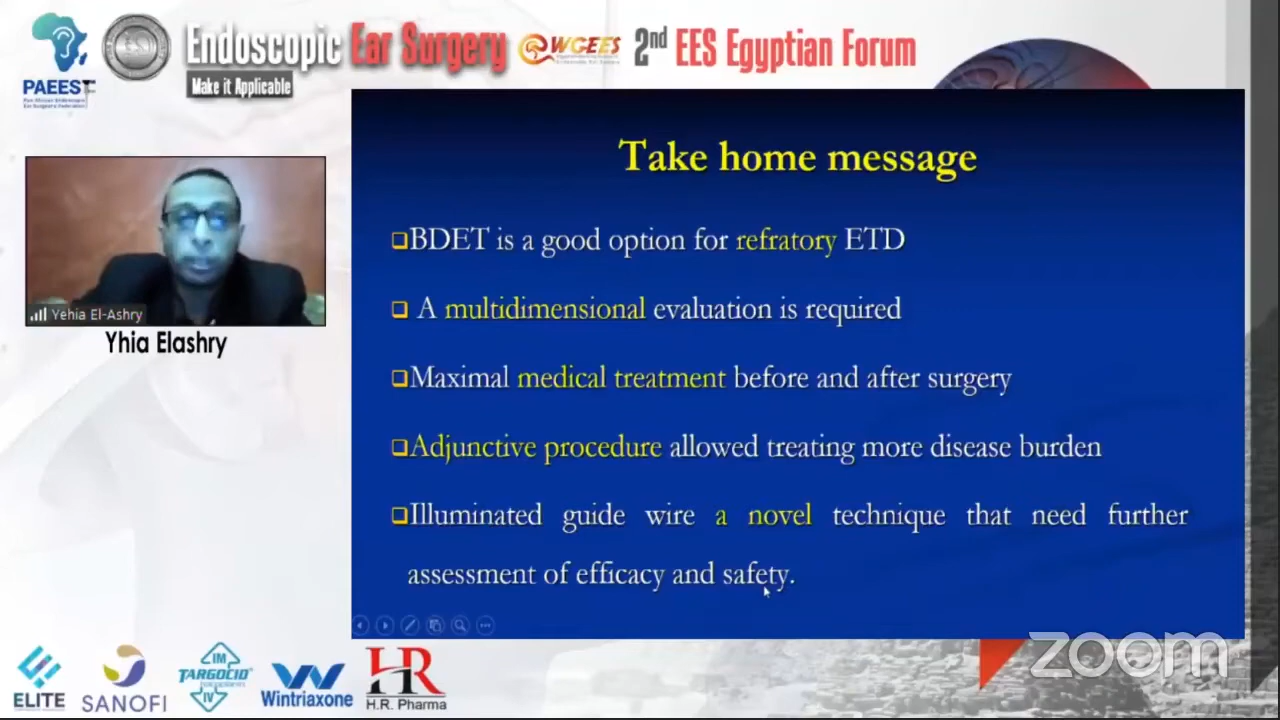 PAEEST
Endoscopic Ear Surgery
Make it Applicable
WGEES
2nd EES Egyptian Forum
Take home message
BDET is a good option for refratory ETD
A multidimensional evaluation is required
Maximal medical treatment before and after surgery
Adjunctive procedure allowed treating more disease burden
Illuminated guide wire a novel technique that need further
assessment of efficacy and safety.
Yehia El-Ashry
Yhia Elashry
zoom
ELITE
SANOFI
IM
TARGOCID
IV
Wintriaxone
HR
H.R. Pharma